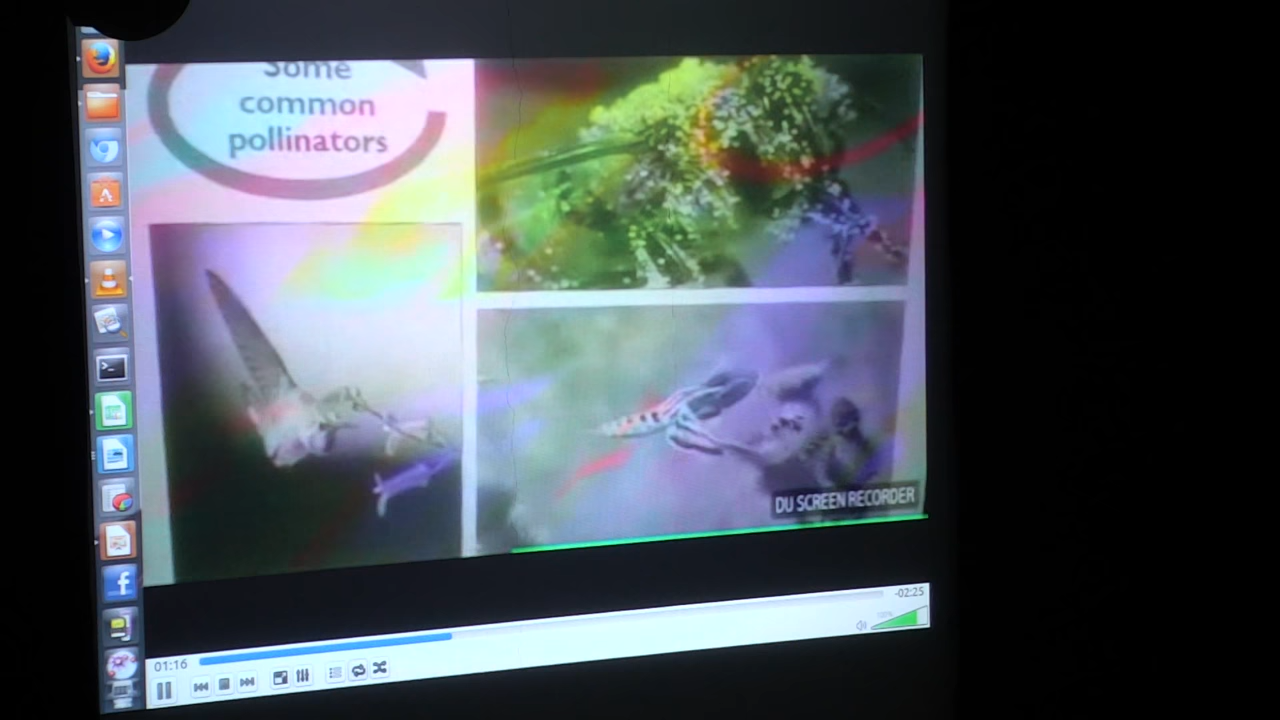 Some
common
pollinators
DU SCREEN RECORDER
-02:25
01:16